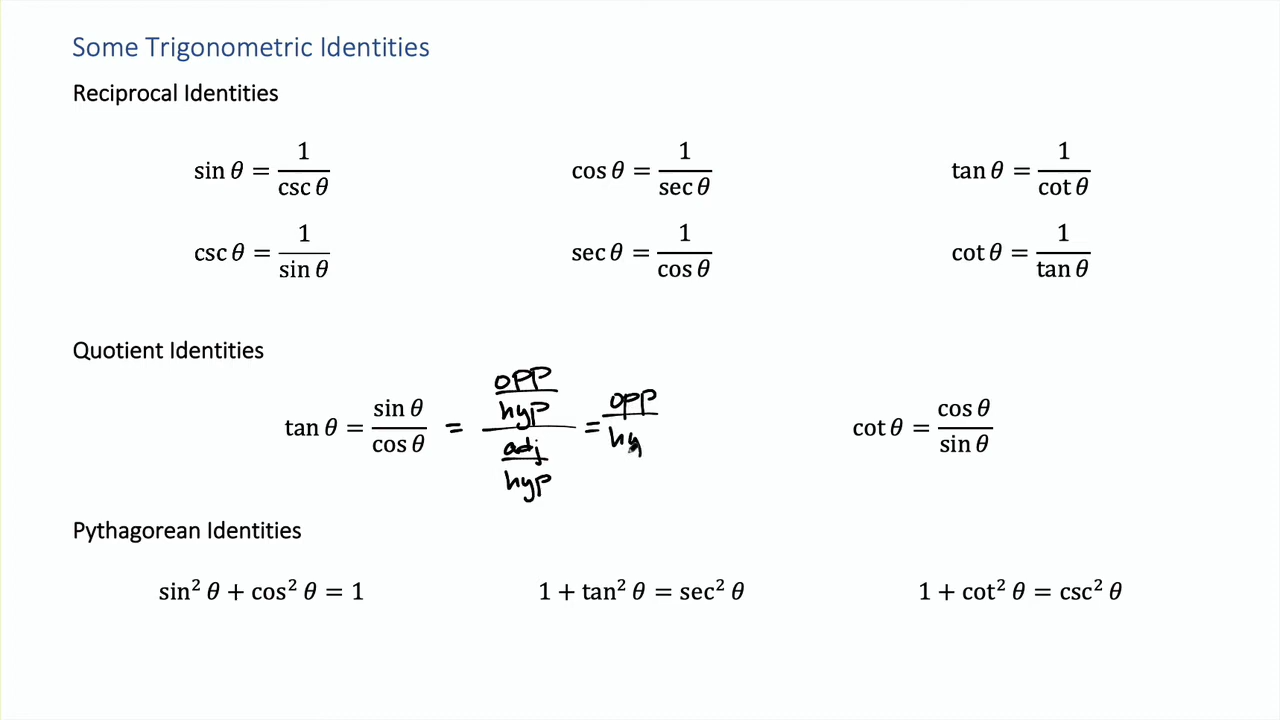 Some Trigonometric Identities
Reciprocal Identities
sin θ = 1/csc θ    cos θ = 1/sec θ    tan θ = 1/cot θ
csc θ = 1/sin θ    sec θ = 1/cos θ    cot θ = 1/tan θ
Quotient Identities
tan θ = sin θ/cos θ = (opp/hyp)/(adj/hyp) = opp/hy    cot θ = cos θ/sin θ
Pythagorean Identities
sin² θ + cos² θ = 1    1 + tan² θ = sec² θ    1 + cot² θ = csc² θ